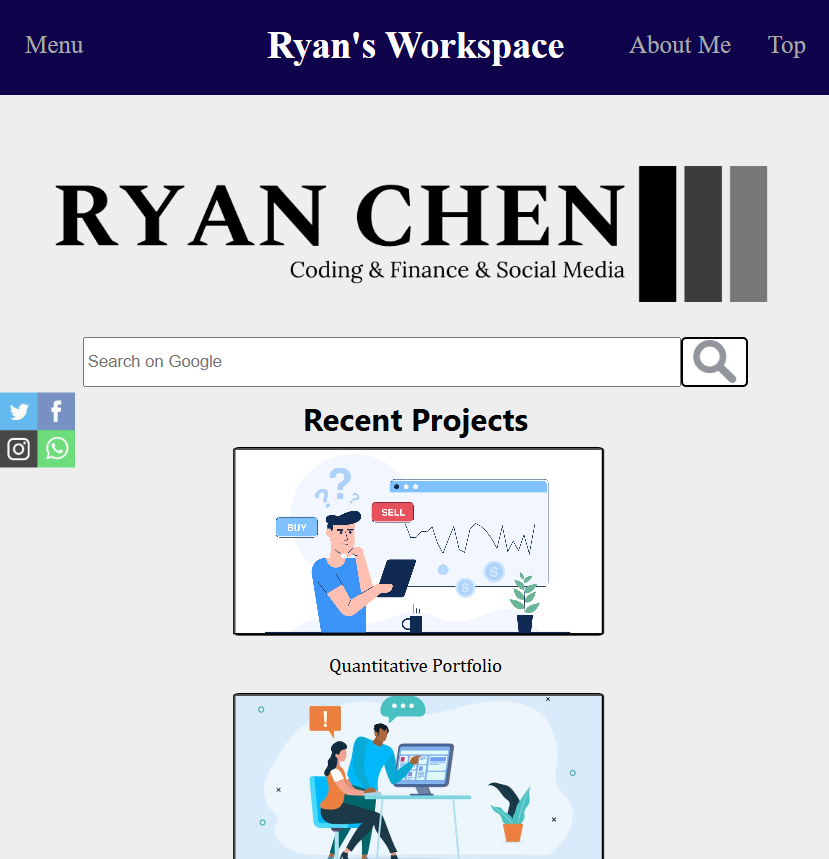 Menu
Ryan's Workspace
About Me
Top
RYAN CHEN
Coding & Finance & Social Media
Search on Google
Recent Projects
???
BUY
SELL
$
$
Quantitative Portfolio
!